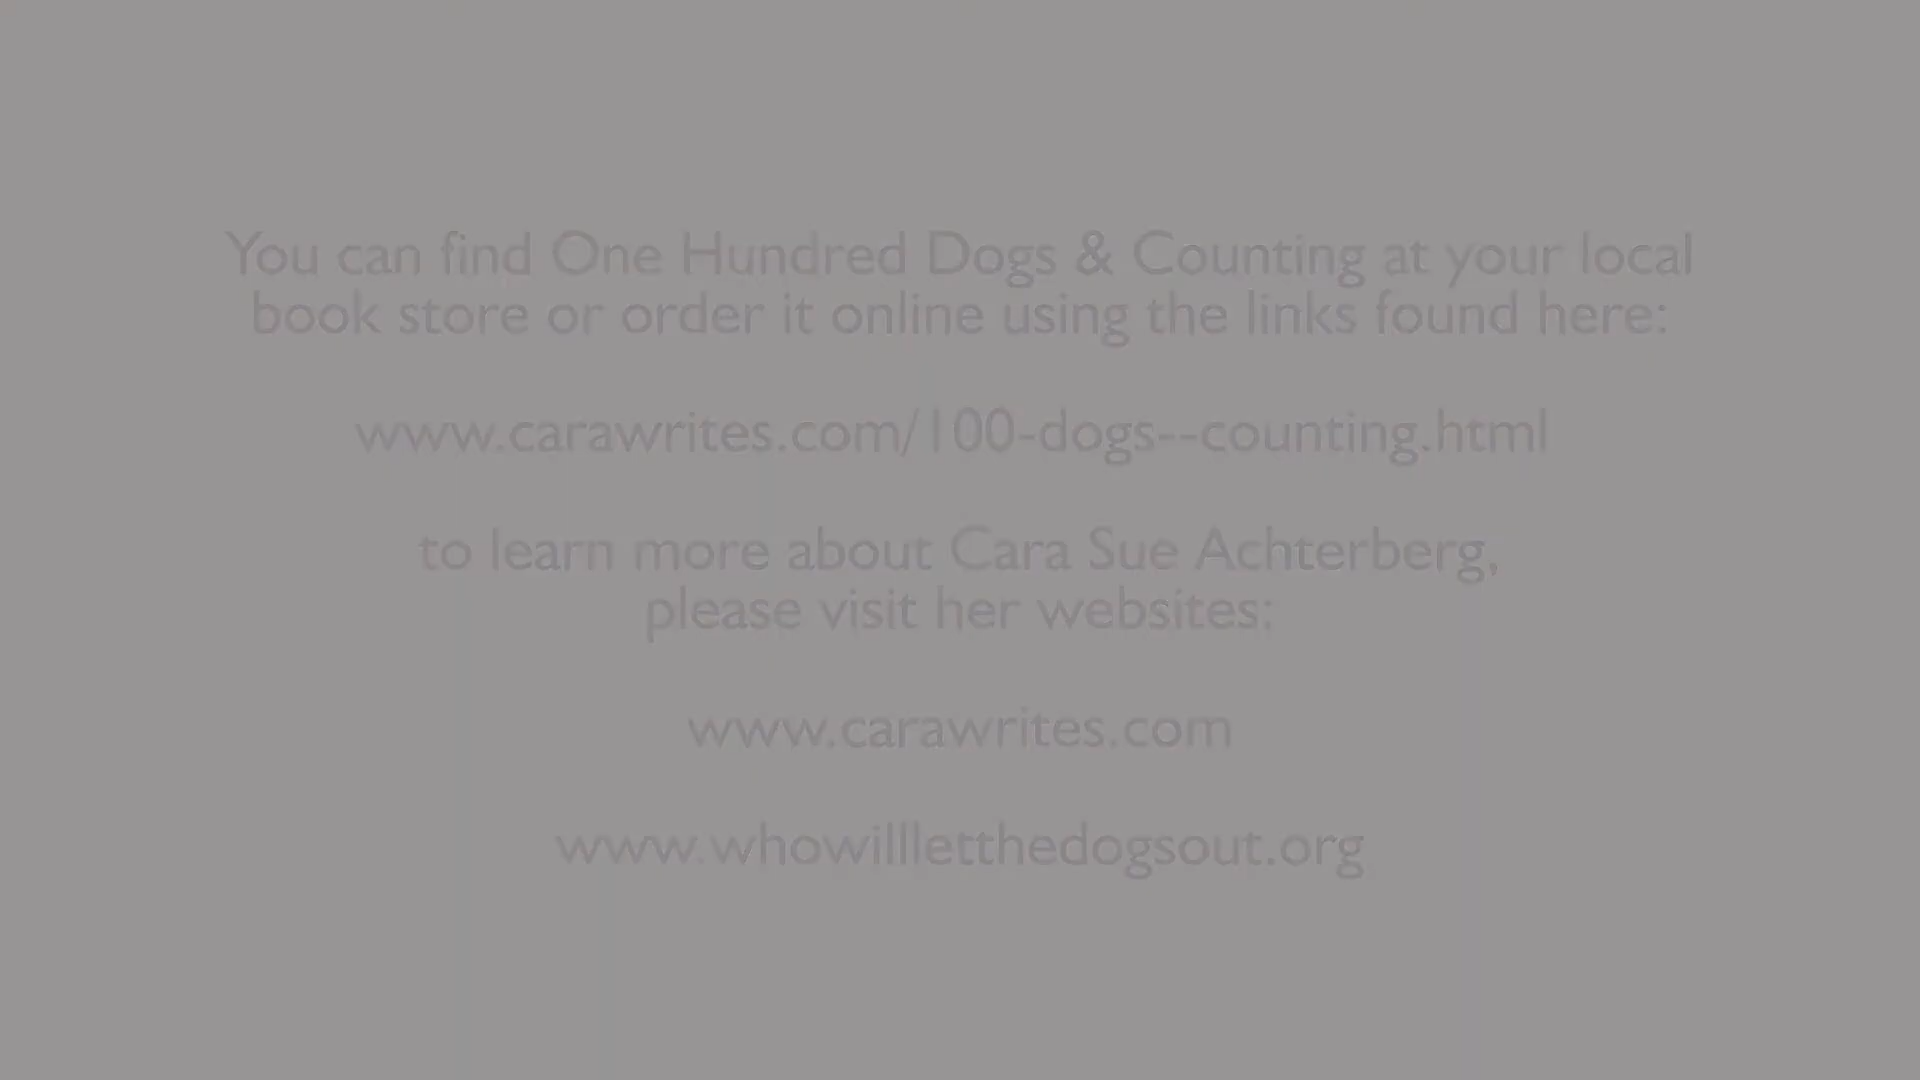 You can find One Hundred Dogs & Counting at your local
book store or order it online using the links found here:
www.carawrites.com/100-dogs--counting.html
to learn more about Cara Sue Achterberg,
please visit her websites:
www.carawrites.com
www.whowillletthedogsout.org